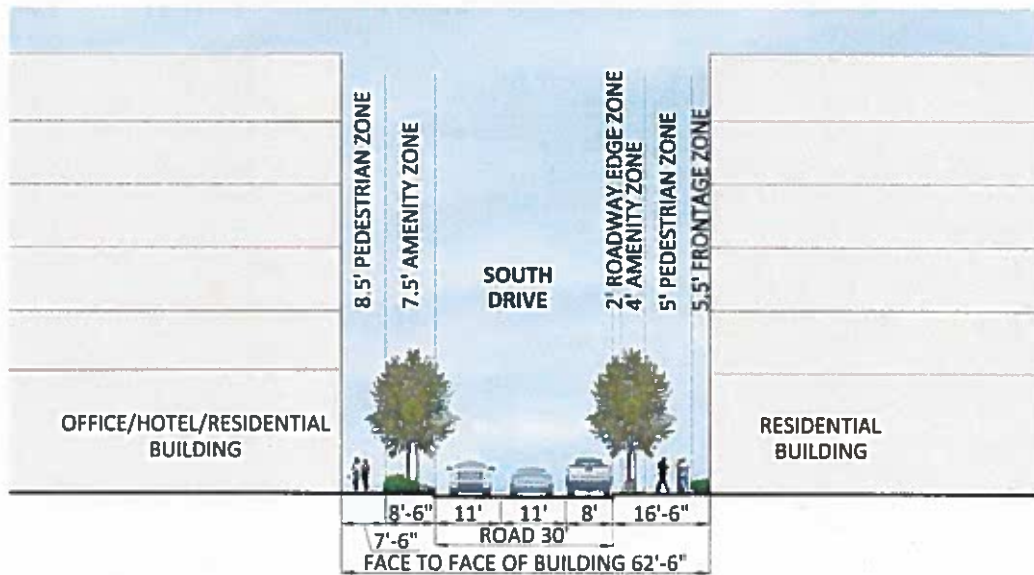 8.5' PEDESTRIAN ZONE
7.5' AMENITY ZONE
SOUTH
DRIVE
2' ROADWAY EDGE ZONE
4' AMENITY ZONE
5' PEDESTRIAN ZONE
5.5' FRONTAGE ZONE
OFFICE/HOTEL/RESIDENTIAL
BUILDING
RESIDENTIAL
BUILDING
8'-6" 11' 11' 8' 16'-6"
7'-6" ROAD 30'
FACE TO FACE OF BUILDING 62'-6"